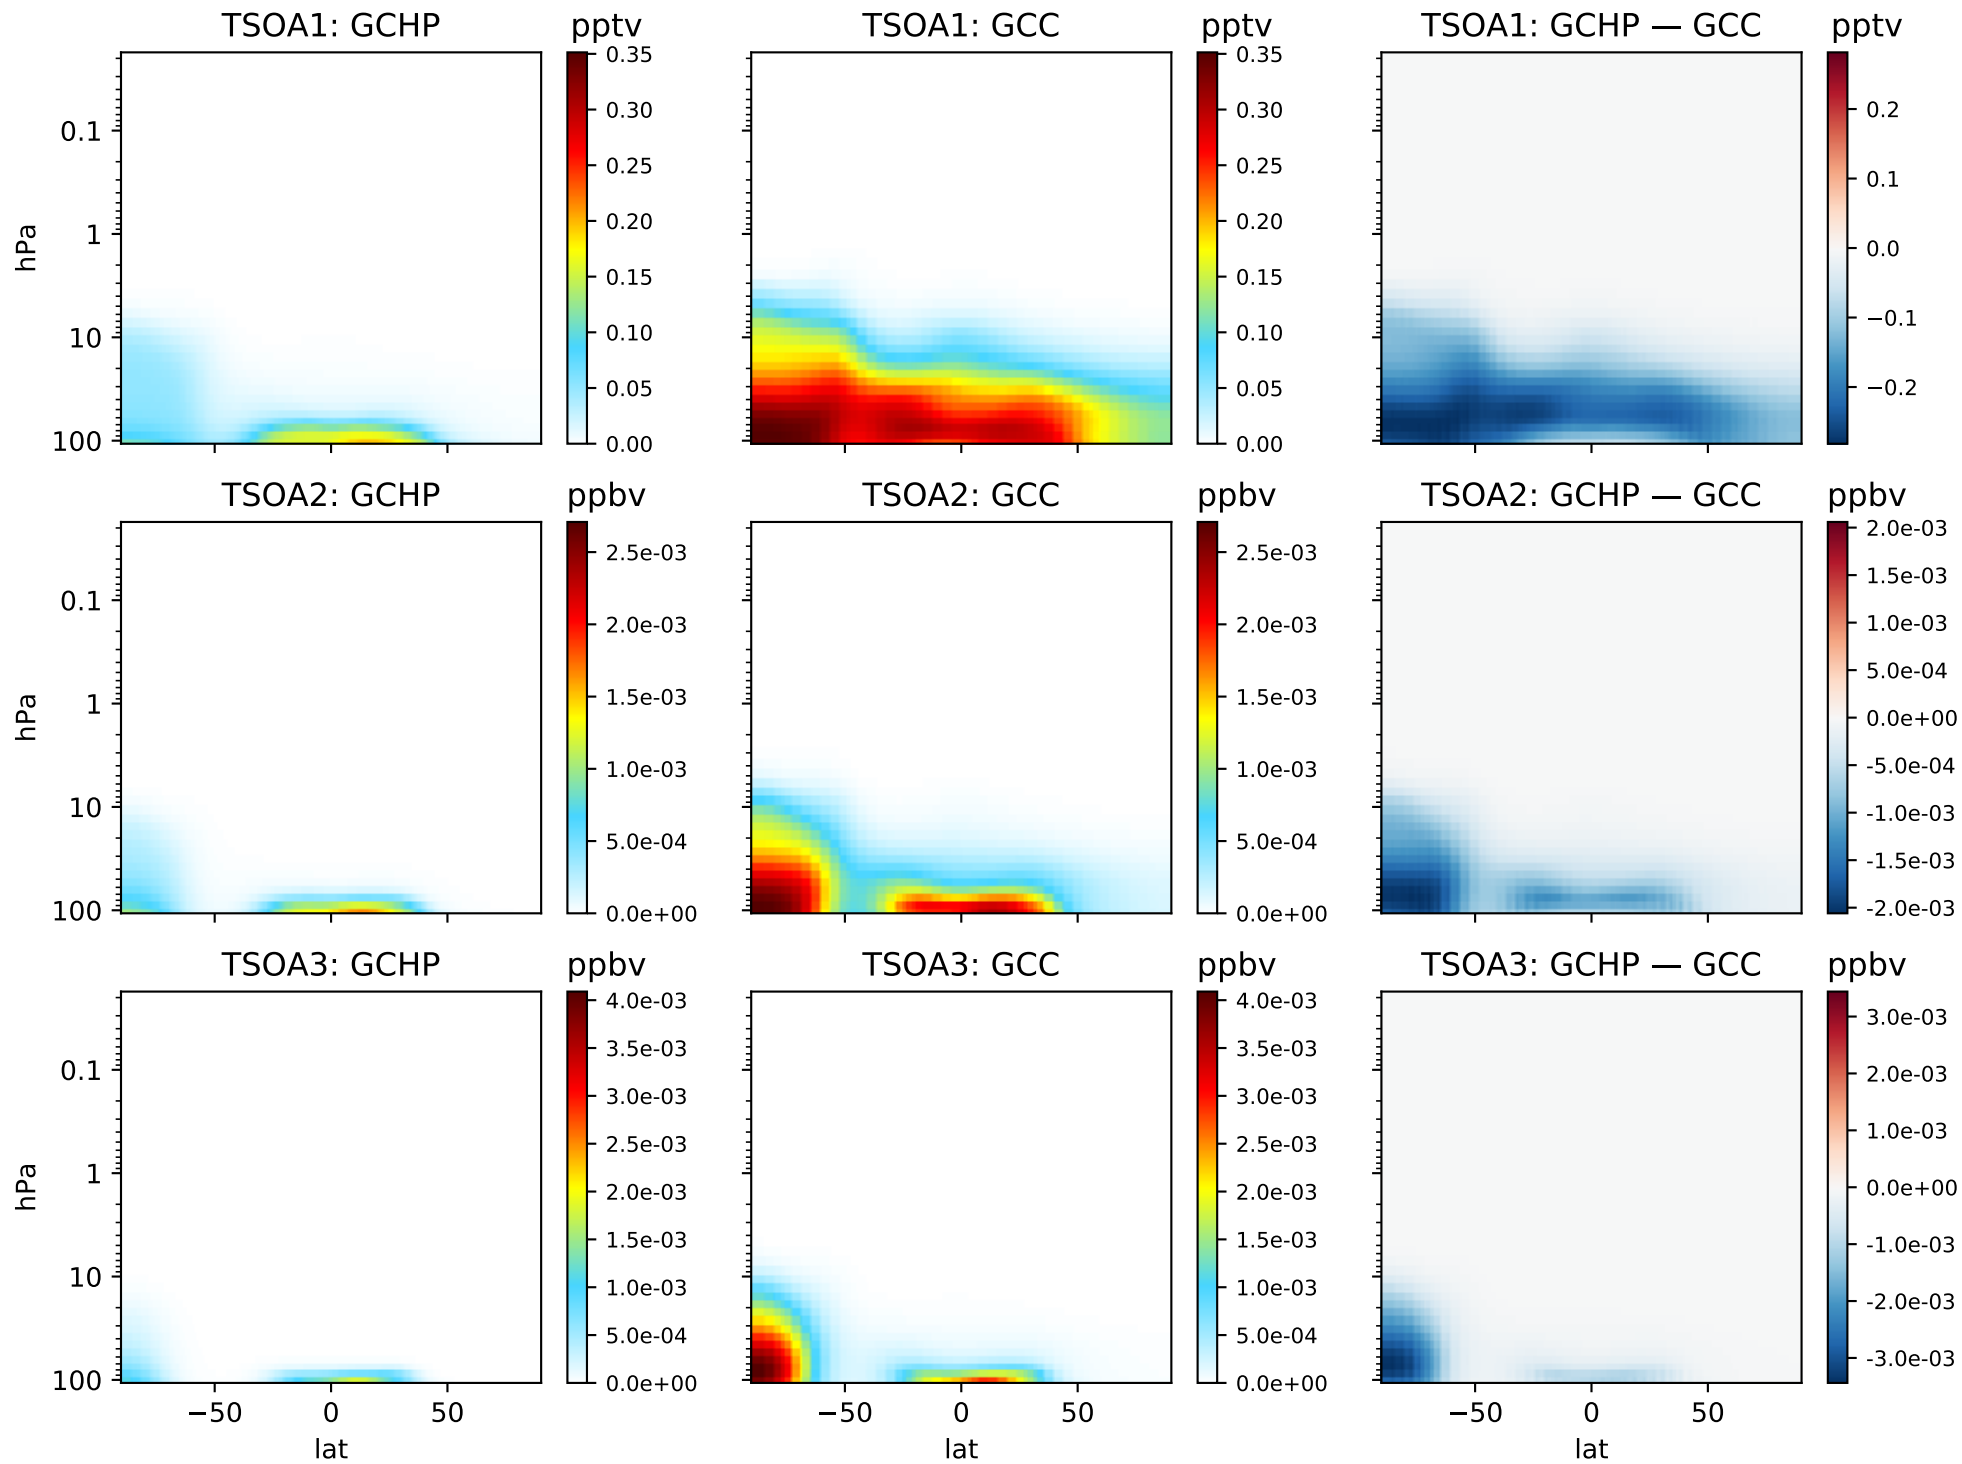 TSOA1: GCHP
pptv
TSOA1: GCC
pptv
TSOA1: GCHP — GCC
pptv
hPa
0.1
1
10
100
0.35
0.30
0.25
0.20
0.15
0.10
0.05
0.00
0.35
0.30
0.25
0.20
0.15
0.10
0.05
0.00
0.2
0.1
0.0
−0.1
−0.2
TSOA2: GCHP
ppbv
TSOA2: GCC
ppbv
TSOA2: GCHP — GCC
ppbv
hPa
0.1
1
10
100
2.5e-03
2.0e-03
1.5e-03
1.0e-03
5.0e-04
0.0e+00
2.5e-03
2.0e-03
1.5e-03
1.0e-03
5.0e-04
0.0e+00
2.0e-03
1.5e-03
1.0e-03
5.0e-04
0.0e+00
-5.0e-04
-1.0e-03
-1.5e-03
-2.0e-03
TSOA3: GCHP
ppbv
TSOA3: GCC
ppbv
TSOA3: GCHP — GCC
ppbv
hPa
0.1
1
10
100
4.0e-03
3.5e-03
3.0e-03
2.5e-03
2.0e-03
1.5e-03
1.0e-03
5.0e-04
0.0e+00
4.0e-03
3.5e-03
3.0e-03
2.5e-03
2.0e-03
1.5e-03
1.0e-03
5.0e-04
0.0e+00
3.0e-03
2.0e-03
1.0e-03
0.0e+00
-1.0e-03
-2.0e-03
-3.0e-03
−50 0 50
−50 0 50
−50 0 50
lat
lat
lat